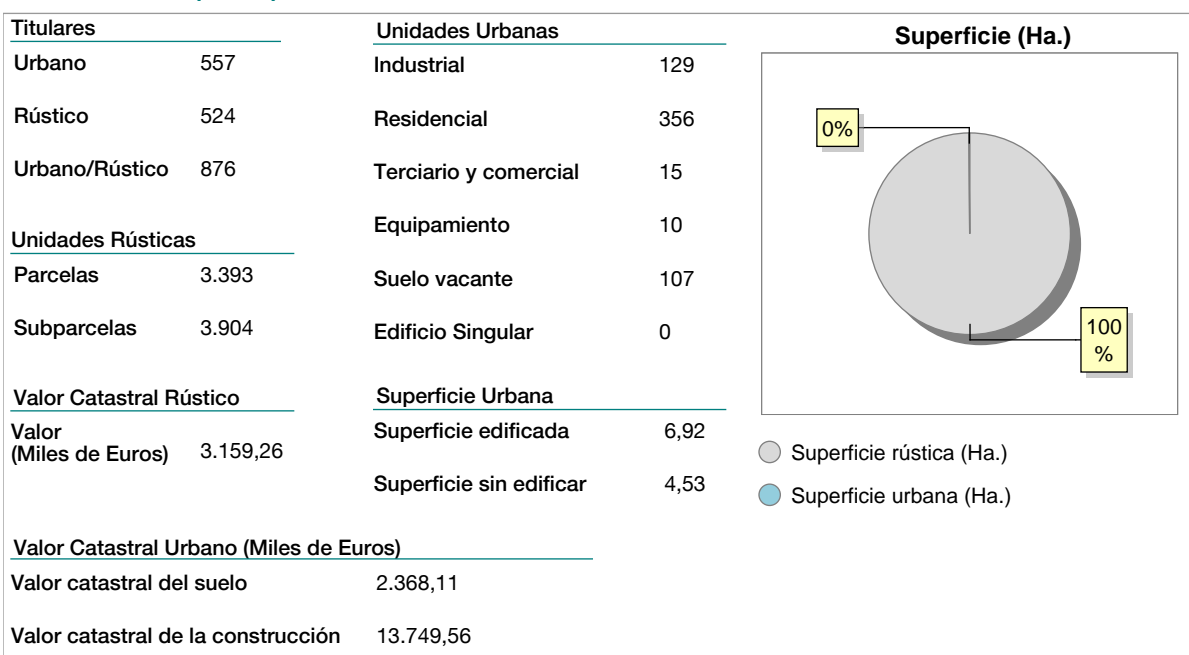 Titulares
Urbano 557
Rústico 524
Urbano/Rústico 876
Unidades Rústicas
Parcelas 3.393
Subparcelas 3.904
Valor Catastral Rústico
Valor
(Miles de Euros) 3.159,26
Unidades Urbanas
Industrial 129
Residencial 356
Terciario y comercial 15
Equipamiento 10
Suelo vacante 107
Edificio Singular 0
Superficie Urbana
Superficie edificada 6,92
Superficie sin edificar 4,53
Valor Catastral Urbano (Miles de Euros)
Valor catastral del suelo 2.368,11
Valor catastral de la construcción 13.749,56
Superficie (Ha.)
0%
100
%
Superficie rústica (Ha.)
Superficie urbana (Ha.)